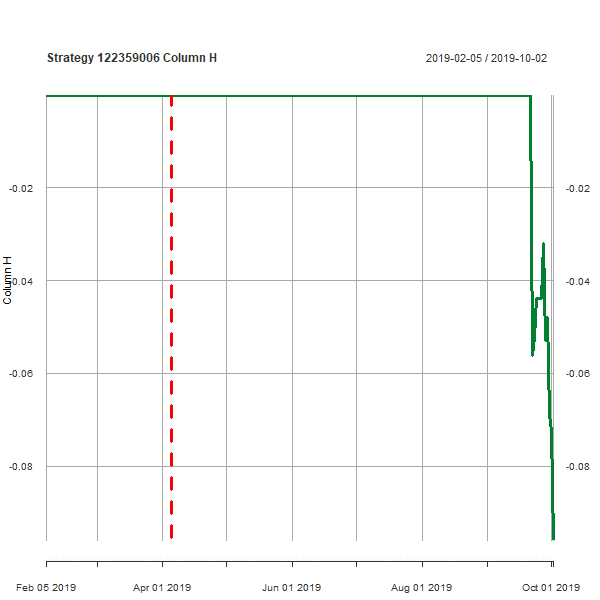 Strategy 122359006 Column H
2019-02-05 / 2019-10-02
-0.02
-0.02
-0.04
-0.04
Column H
-0.06
-0.06
-0.08
-0.08
Feb 05 2019
Apr 01 2019
Jun 01 2019
Aug 01 2019
Oct 01 2019